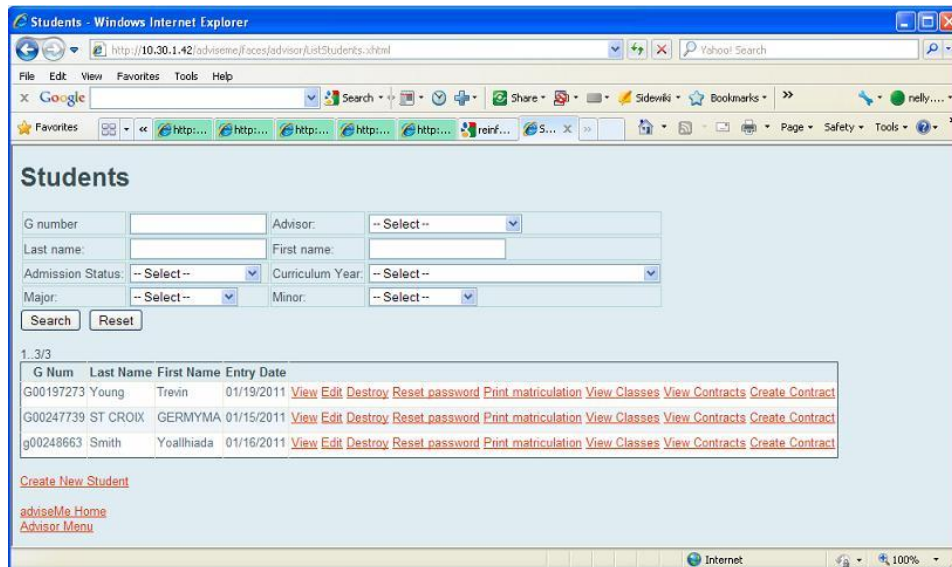 Students - Windows Internet Explorer
http://10.30.1.42/adviseme/faces/advisor/ListStudents.xhtml Yahoo! Search
File Edit View Favorites Tools Help
x Google Search Share Sidewiki Bookmarks » nelly....
Favorites « http:... http:... http:... http:... http:... reinf... S... X » Page Safety Tools
Students
G number Advisor: -- Select --
Last name: First name:
Admission Status: -- Select -- Curriculum Year: -- Select --
Major: -- Select -- Minor: -- Select --
Search Reset
1..3/3
G Num Last Name First Name Entry Date
G00197273 Young Trevin 01/19/2011 View Edit Destroy Reset password Print matriculation View Classes View Contracts Create Contract
G00247739 ST CROIX GERMYMA 01/15/2011 View Edit Destroy Reset password Print matriculation View Classes View Contracts Create Contract
g00248663 Smith Yoallhiada 01/16/2011 View Edit Destroy Reset password Print matriculation View Classes View Contracts Create Contract
Create New Student
adviseMe Home
Advisor Menu
Internet 100%